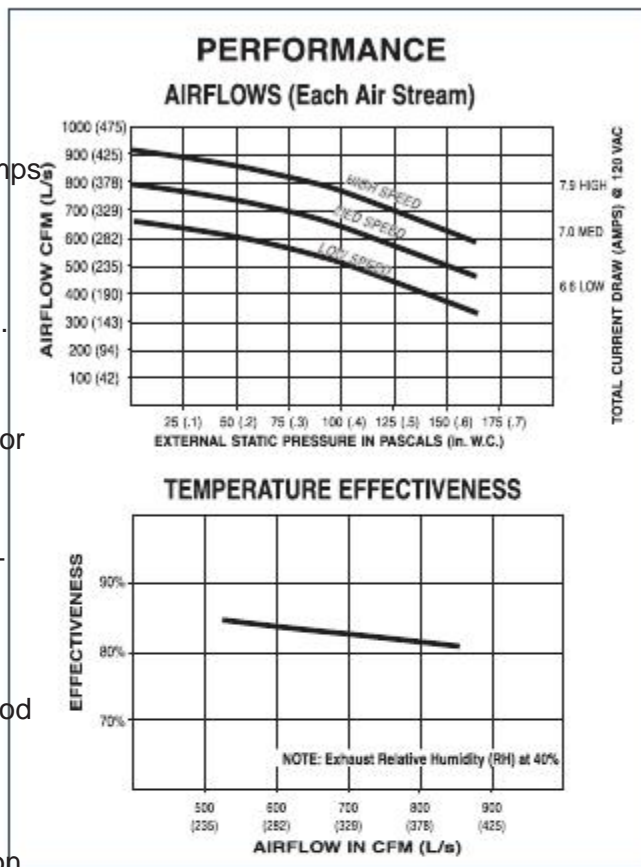 PERFORMANCE
AIRFLOWS (Each Air Stream)
1000 (475)
900 (425)
800 (378)
700 (329)
600 (282)
500 (235)
400 (190)
300 (143)
200 (94)
100 (42)
AIRFLOW CFM (L/s)
HIGH SPEED
MED SPEED
LOW SPEED
7.9 HIGH
7.0 MED
6.6 LOW
TOTAL CURRENT DRAW (AMPS) @ 120 VAC
25 (.1) 50 (.2) 75 (.3) 100 (.4) 125 (.5) 150 (.6) 175 (.7)
EXTERNAL STATIC PRESSURE IN PASCALS (in. W.C.)
TEMPERATURE EFFECTIVENESS
EFFECTIVENESS
90%
80%
70%
NOTE: Exhaust Relative Humidity (RH) at 40%
500 600 700 800 900
(235) (282) (329) (378) (425)
AIRFLOW IN CFM (L/s)